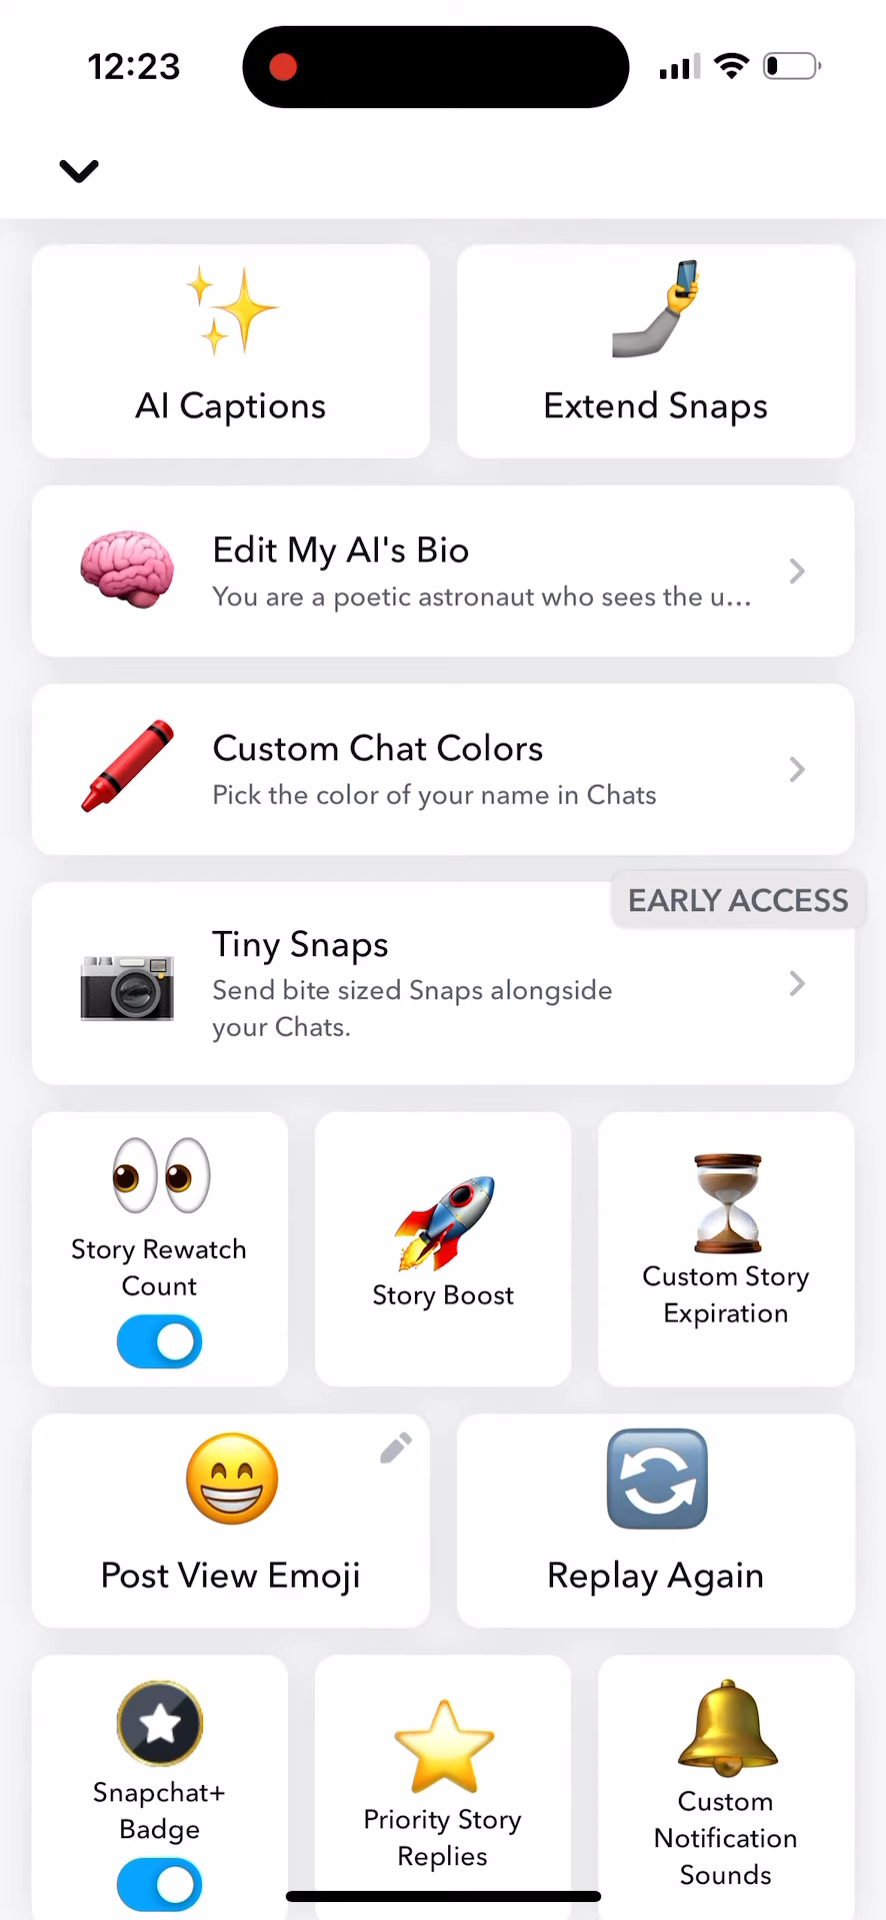 12:23
AI Captions
Extend Snaps
Edit My AI's Bio
You are a poetic astronaut who sees the u...
Custom Chat Colors
Pick the color of your name in Chats
EARLY ACCESS
Tiny Snaps
Send bite sized Snaps alongside
your Chats.
Story Rewatch
Count
Story Boost
Custom Story
Expiration
Post View Emoji
Replay Again
Snapchat+
Badge
Priority Story
Replies
Custom
Notification
Sounds